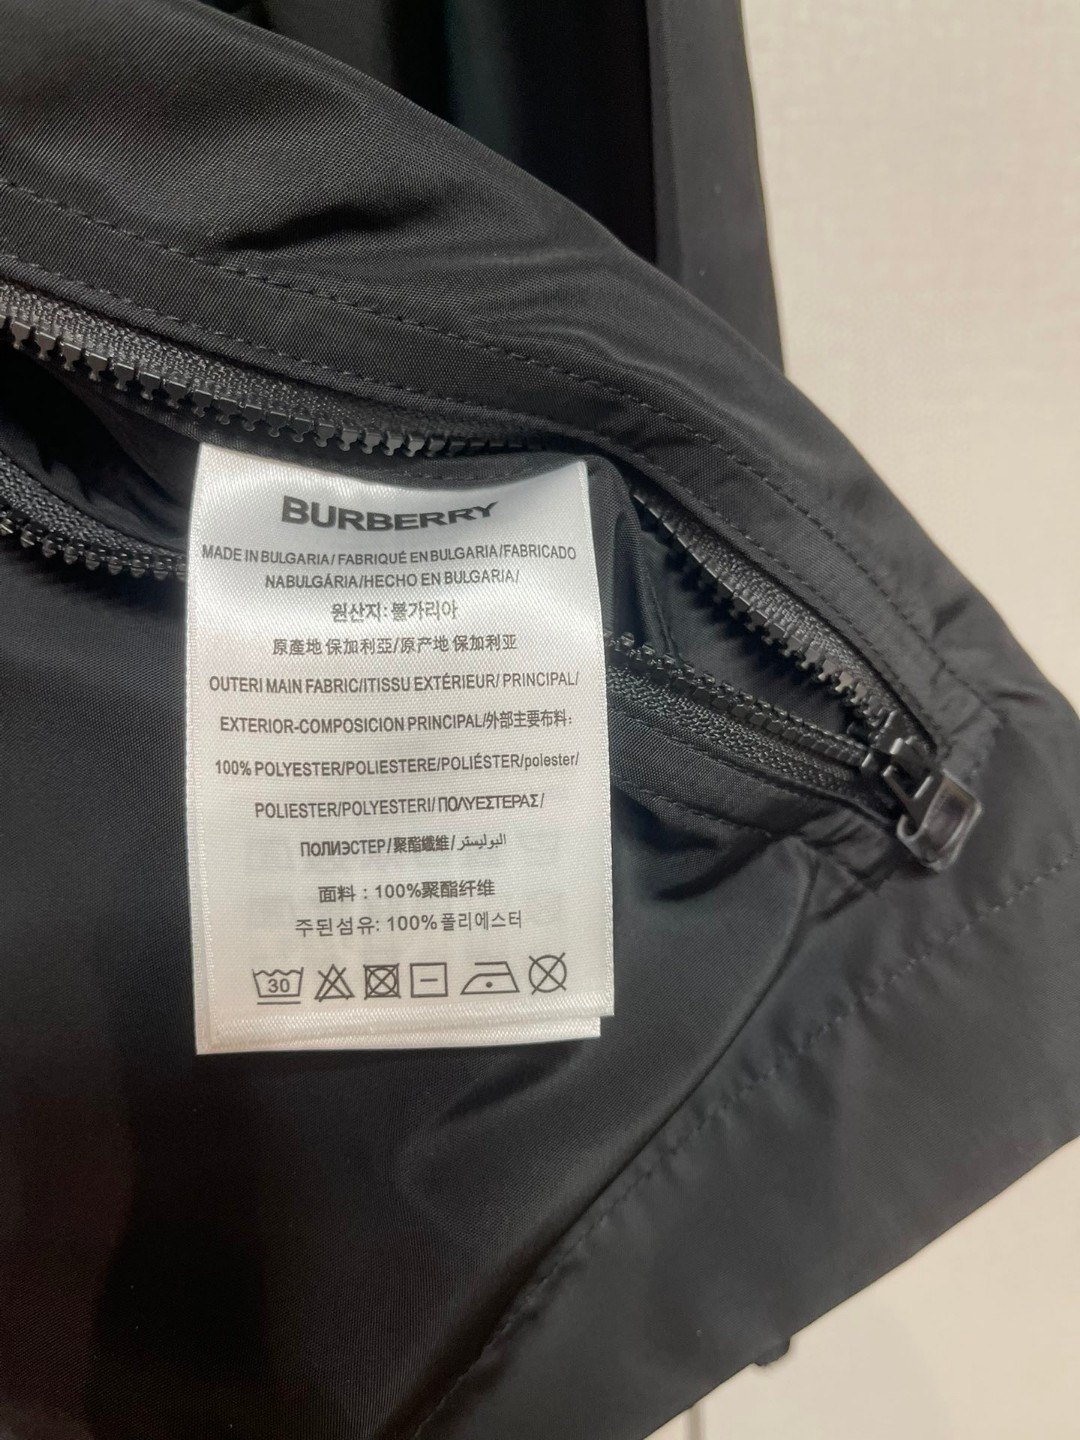 BURBERRY
MADE IN BULGARIA/FABRIQUÉ EN BULGARIA/FABRICADO
NABULGÁRIA/HECHO EN BULGARIA/
원산지: 불가리아
原產地 保加利亞/原产地 保加利亚
OUTERI MAIN FABRIC/ITISSU EXTÉRIEUR/ PRINCIPAL/
EXTERIOR-COMPOSICION PRINCIPAL/外部主要布料:
100% POLYESTER/POLIESTERE/POLIÉSTER/polester/
POLIESTER/POLYESTERI/ΠΟΛΥΕΣΤΕΡΑΣ/
ПОЛИЭСТЕР/聚酯纖維/البوليستر
面料：100%聚酯纤维
주된섬유: 100% 폴리에스터
30